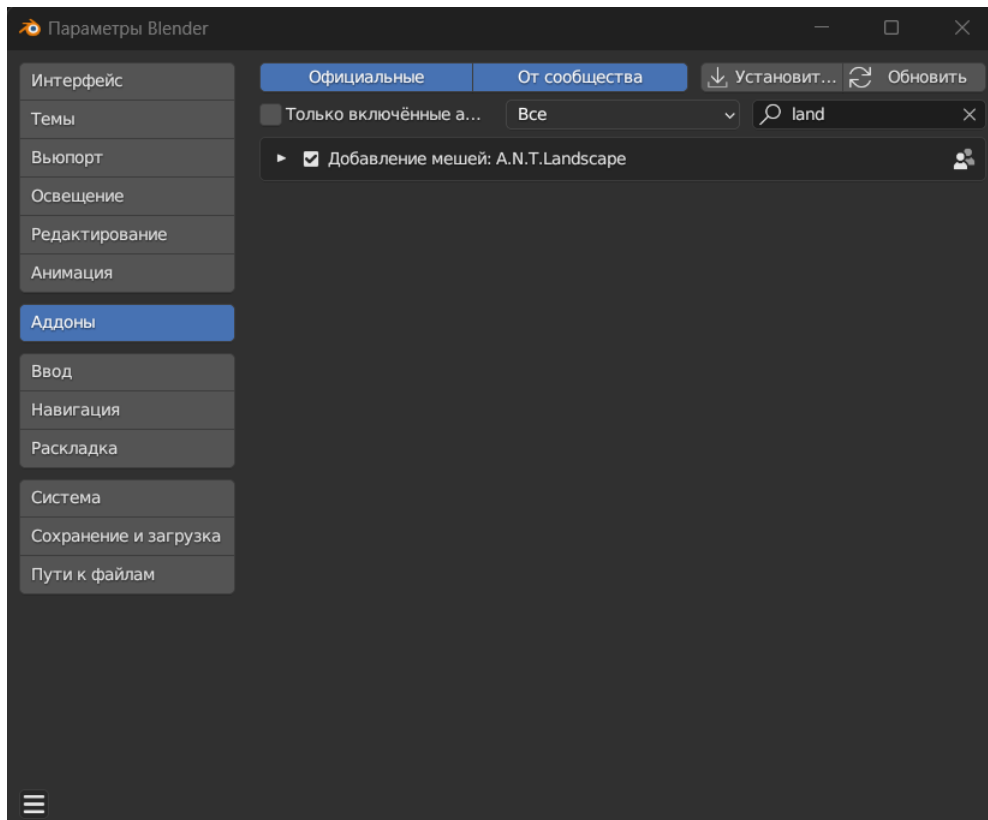 Параметры Blender
Интерфейс
Темы
Вьюпорт
Освещение
Редактирование
Анимация
Аддоны
Ввод
Навигация
Раскладка
Система
Сохранение и загрузка
Пути к файлам
Официальные От сообщества Установит... Обновить
Только включённые а... Все land
Добавление мешей: A.N.T.Landscape